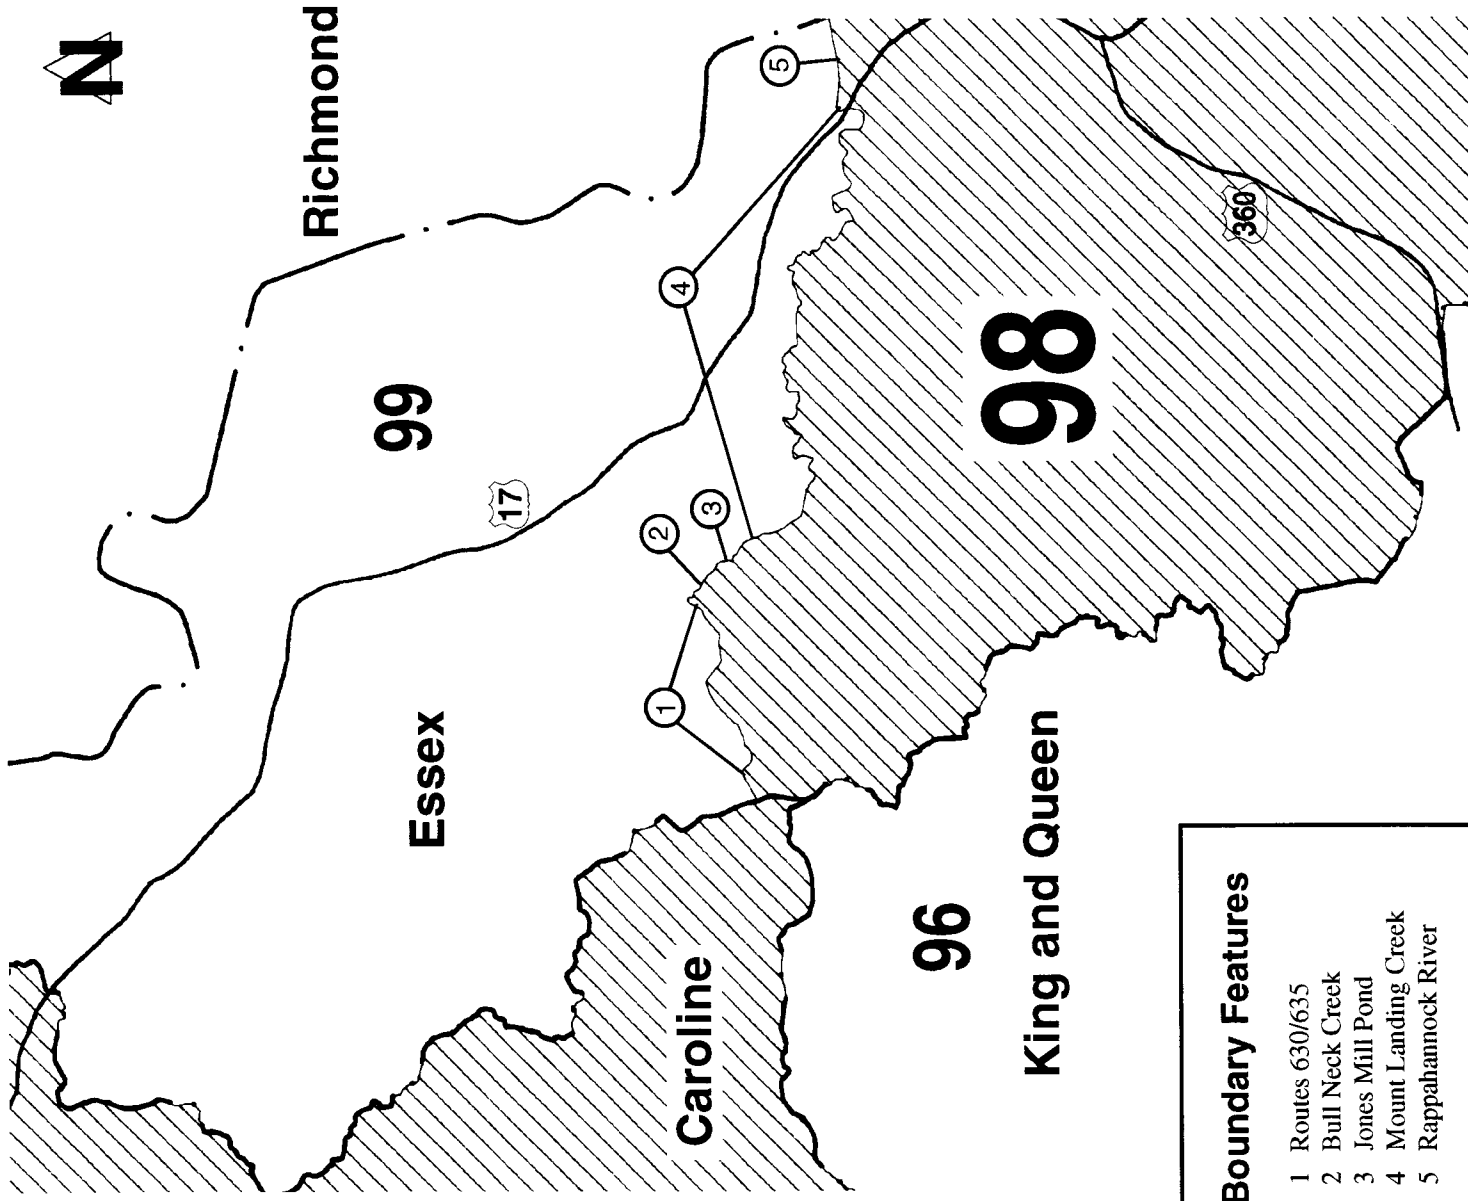 N
Richmond
99
17
Essex
5
4
3
2
1
98
360
96
King and Queen
Caroline
Boundary Features
1 Routes 630/635
2 Bull Neck Creek
3 Jones Mill Pond
4 Mount Landing Creek
5 Rappahannock River